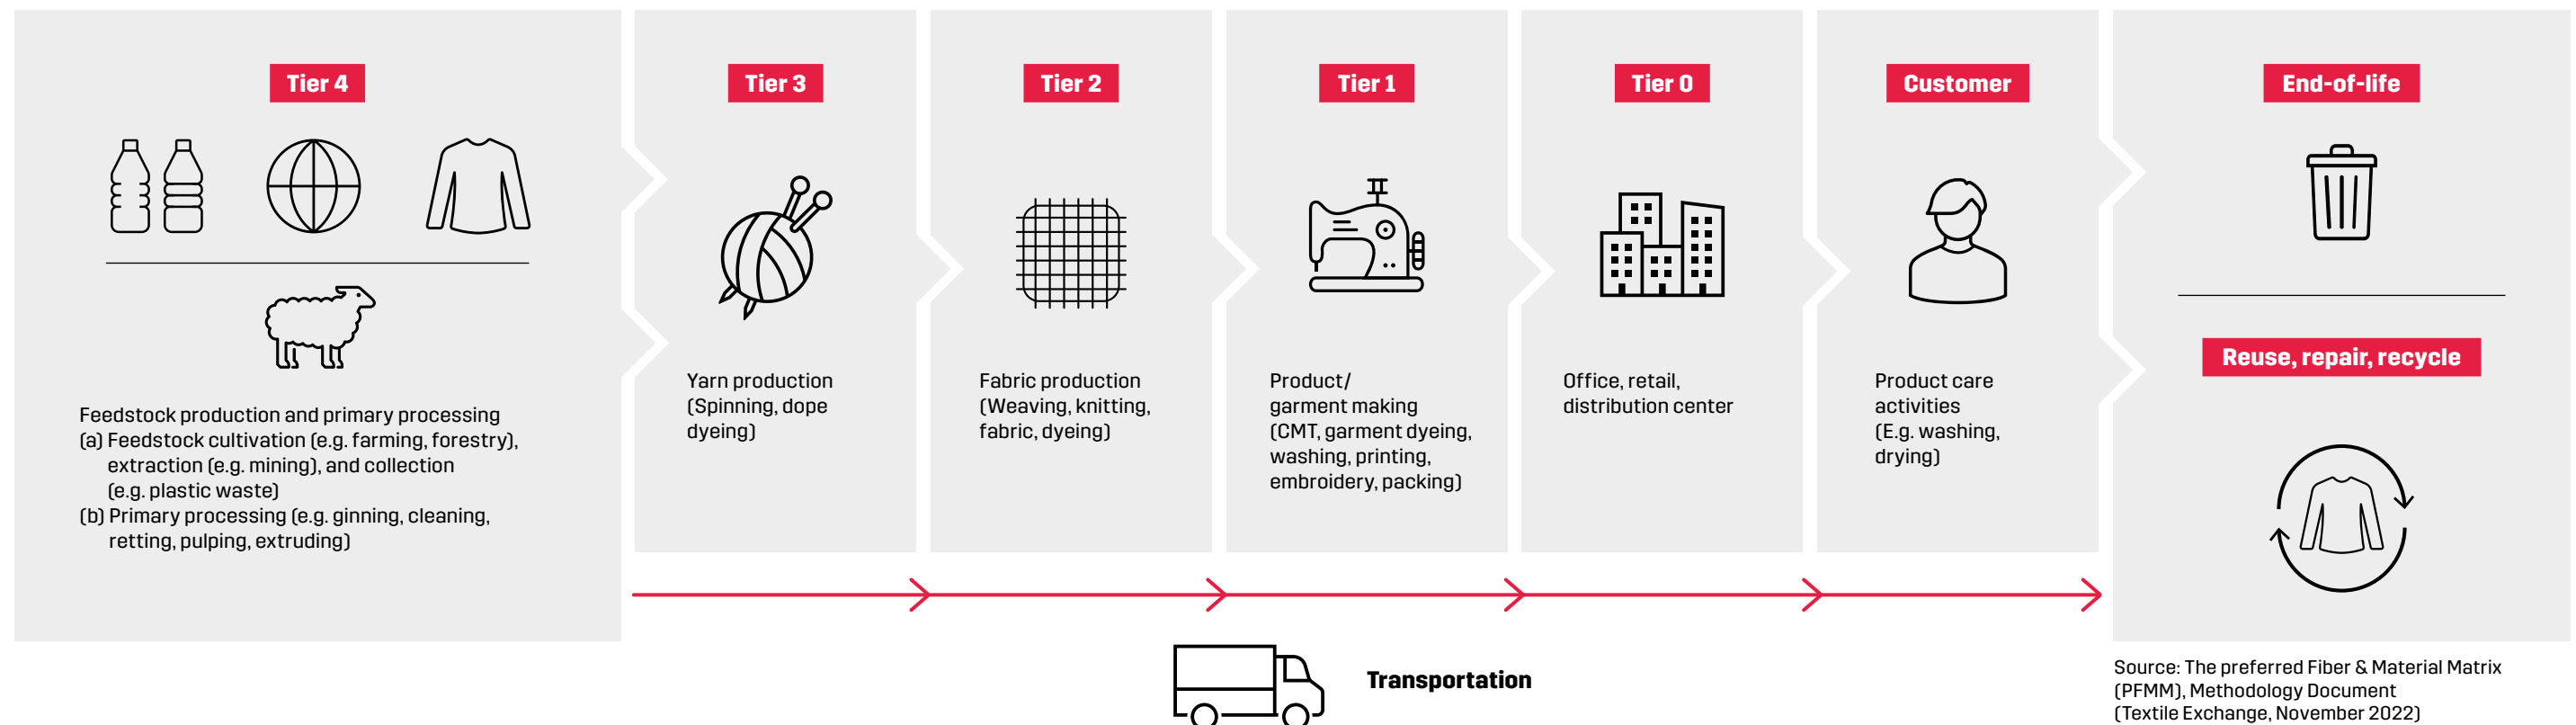 Tier 4
Feedstock production and primary processing
(a) Feedstock cultivation (e.g. farming, forestry),
extraction (e.g. mining), and collection
(e.g. plastic waste)
(b) Primary processing (e.g. ginning, cleaning,
retting, pulping, extruding)
Tier 3
Yarn production
(Spinning, dope
dyeing)
Tier 2
Fabric production
(Weaving, knitting,
fabric, dyeing)
Tier 1
Product/
garment making
(CMT, garment dyeing,
washing, printing,
embroidery, packing)
Tier 0
Office, retail,
distribution center
Customer
Product care
activities
(E.g. washing,
drying)
End-of-life
Reuse, repair, recycle
Transportation
Source: The preferred Fiber & Material Matrix
(PFMM), Methodology Document
(Textile Exchange, November 2022)